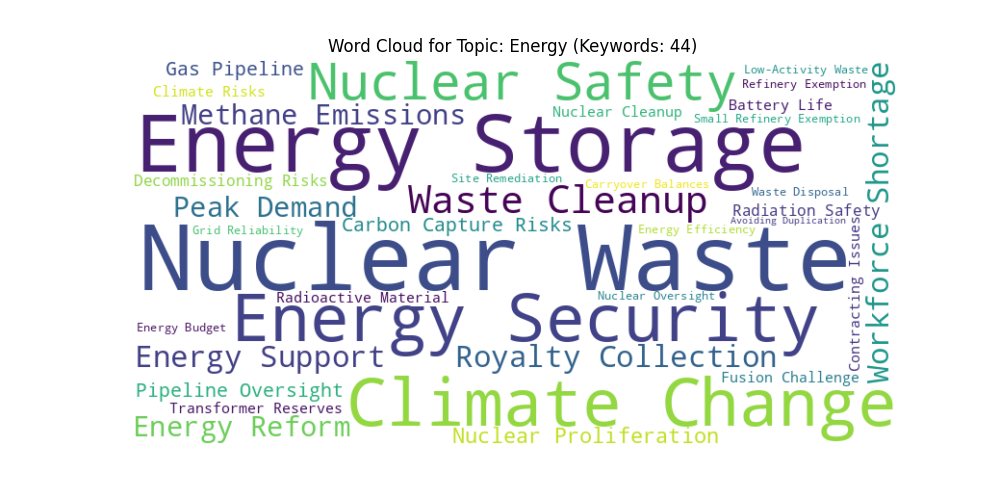 Word Cloud for Topic: Energy (Keywords: 44)
Gas Pipeline
Nuclear Safety
Low-Activity Waste
Climate Risks
Refinery Exemption
Methane Emissions
Nuclear Cleanup
Battery Life
Small Refinery Exemption
Energy Storage
Workforce Shortage
Decommissioning Risks
Site Remediation
Carryover Balances
Waste Disposal
Peak Demand
Waste Cleanup
Radiation Safety
Avoiding Duplication
Grid Reliability
Carbon Capture Risks
Energy Efficiency
Nuclear Waste
Contracting Issues
Radioactive Material
Nuclear Oversight
Energy Budget
Energy Security
Energy Support
Royalty Collection
Fusion Challenge
Pipeline Oversight
Climate Change
Transformer Reserves
Energy Reform
Nuclear Proliferation